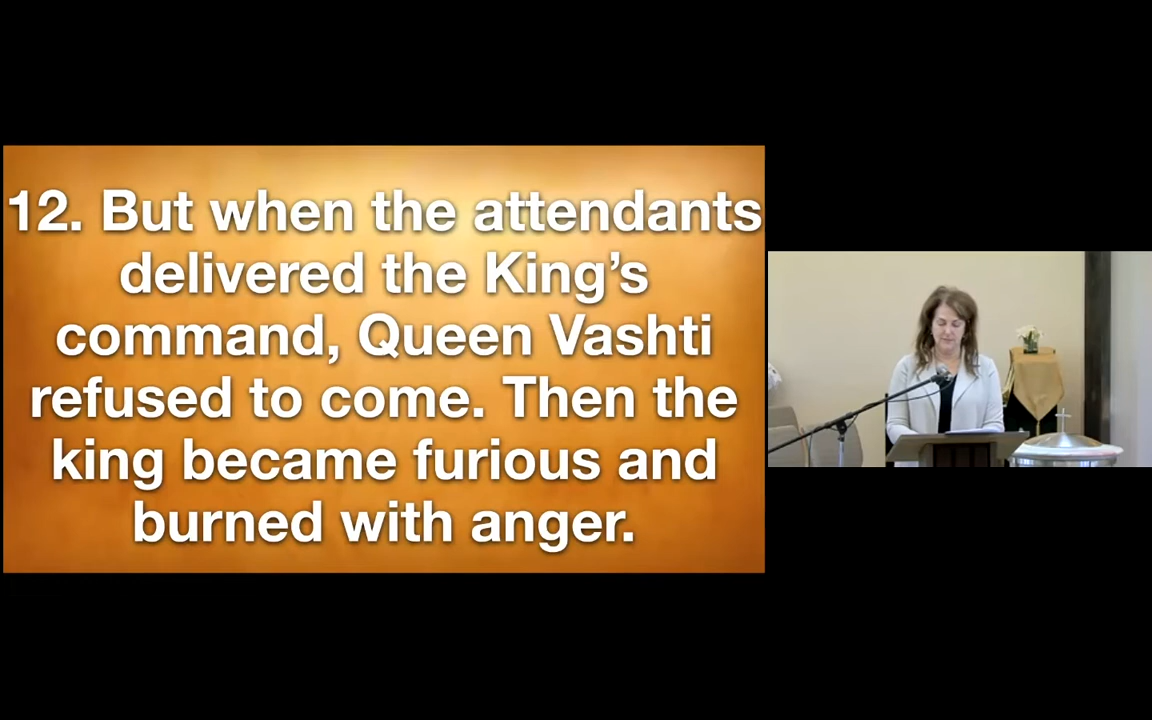 12. But when the attendants
delivered the King’s
command, Queen Vashti
refused to come. Then the
king became furious and
burned with anger.